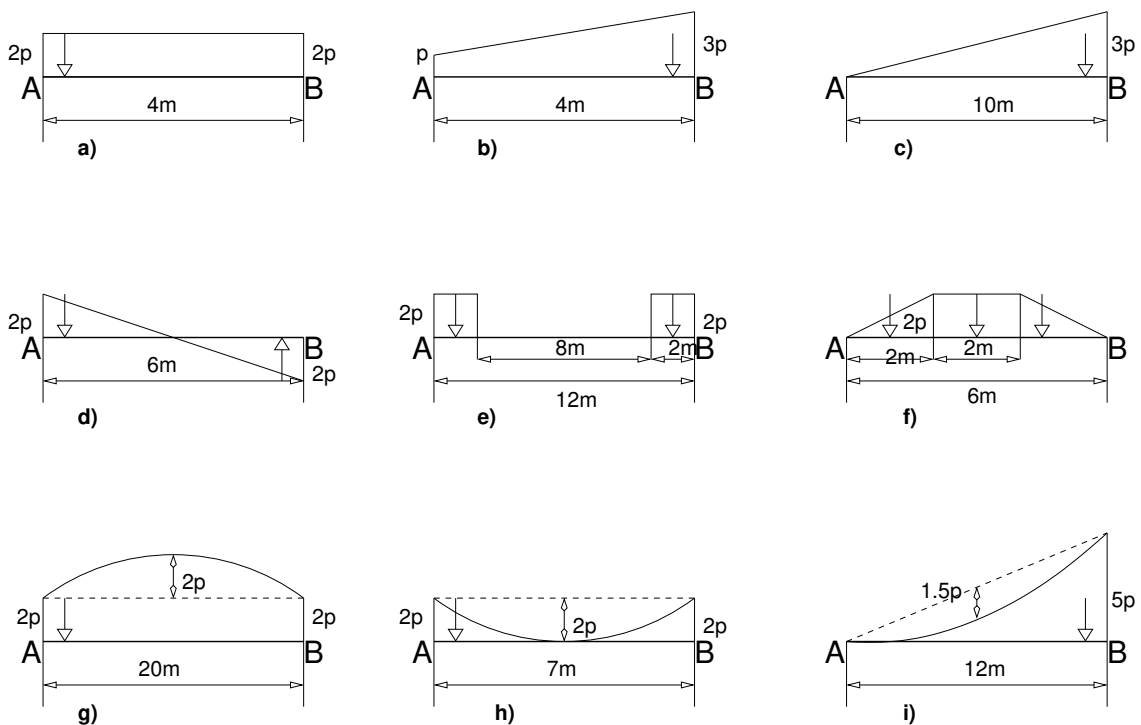 2p 2p p 3p 3p
A B A B A B
4m 4m 10m
a) b) c)
2p 2p 2p 2p
A B A B A B
6m 2p 8m 2m 2m 2m
12m 6m
d) e) f)
2p 2p 2p 2p 2p 2p 1.5p 5p
A B A B A B
20m 7m 12m
g) h) i)